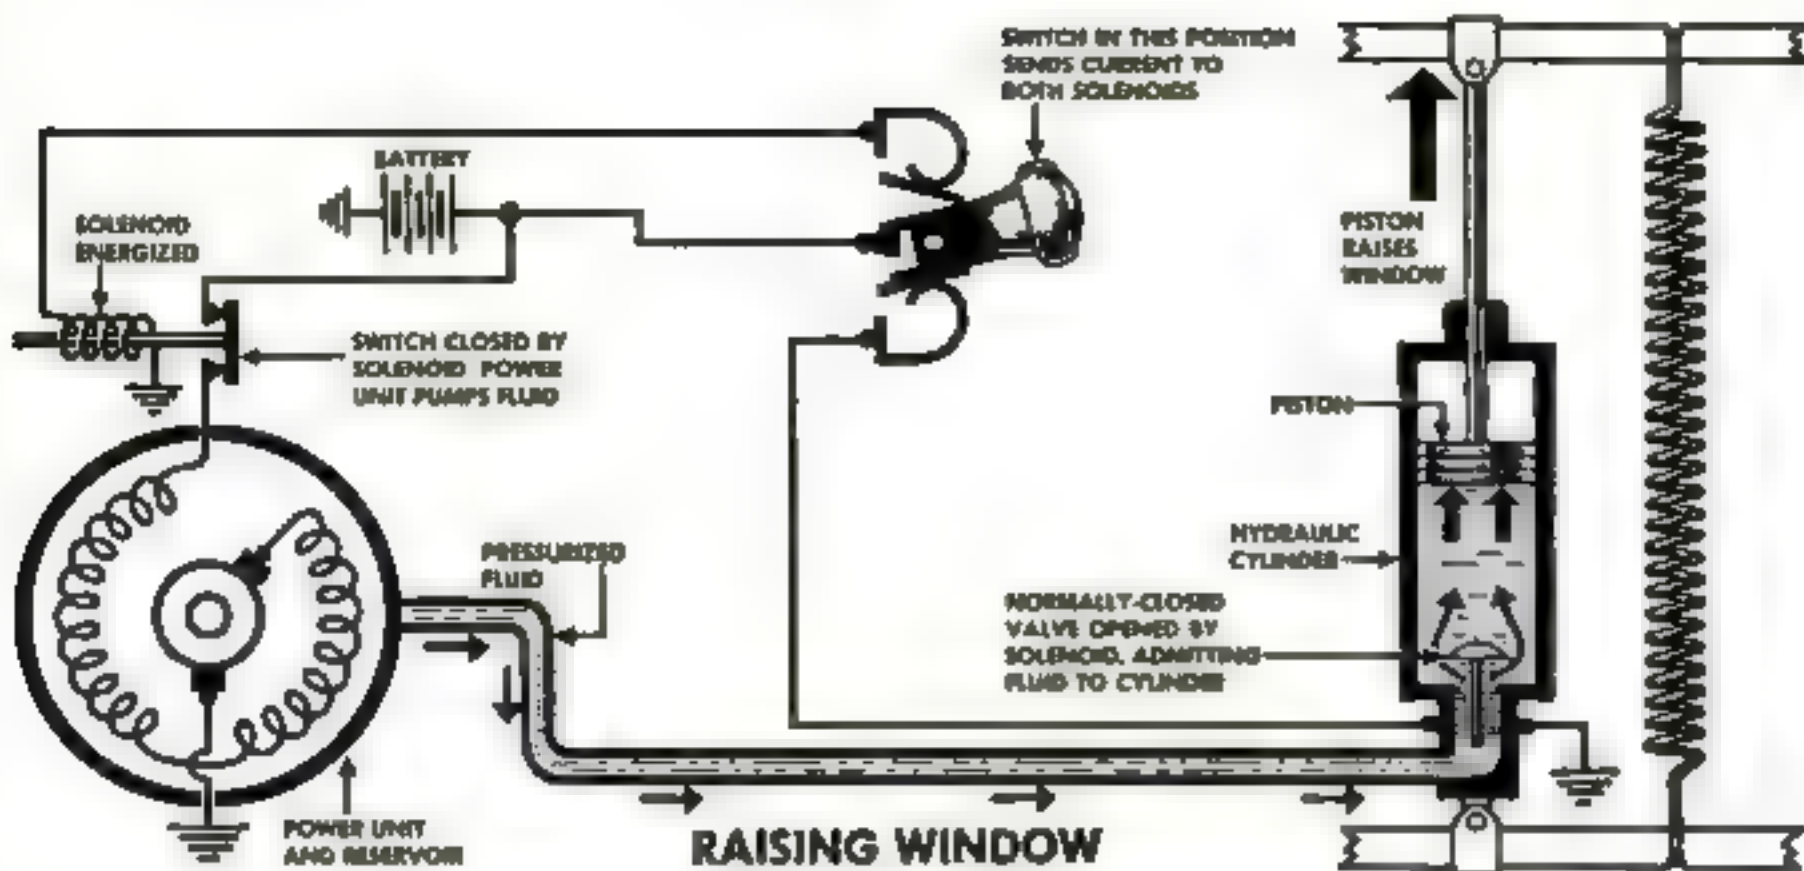 SWITCH IN THIS POSITION
SENDS CURRENT TO
BOTH SOLENOIDS
BATTERY
SOLENOID
ENERGIZED
PISTON
RAISES
WINDOW
SWITCH CLOSED BY
SOLENOID POWER
UNIT PUMPS FLUID
PISTON
HYDRAULIC
CYLINDER
PRESSURIZED
FLUID
NORMALLY-CLOSED
VALVE OPENED BY
SOLENOID, ADMITTING
FLUID TO CYLINDER
POWER UNIT
AND RESERVOIR
RAISING WINDOW